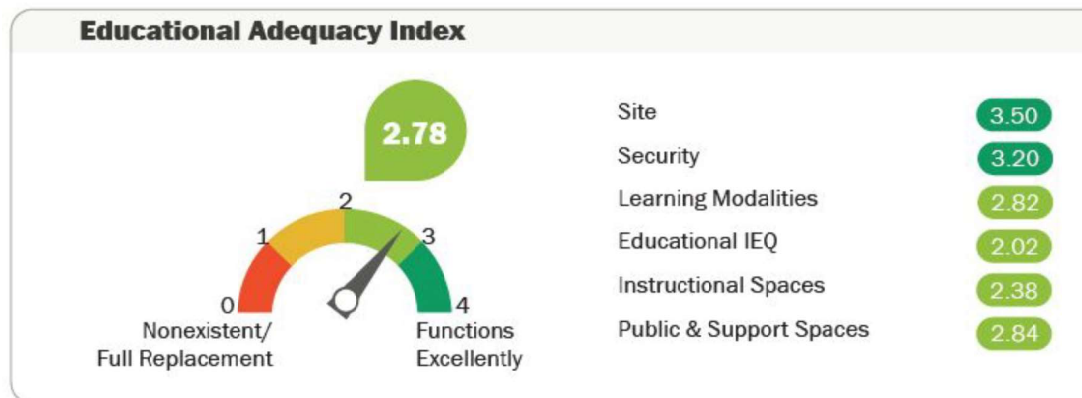 Educational Adequacy Index
2.78
0
1
2
3
4
Nonexistent/
Full Replacement
Functions
Excellently
Site 3.50
Security 3.20
Learning Modalities 2.82
Educational IEQ 2.02
Instructional Spaces 2.38
Public & Support Spaces 2.84